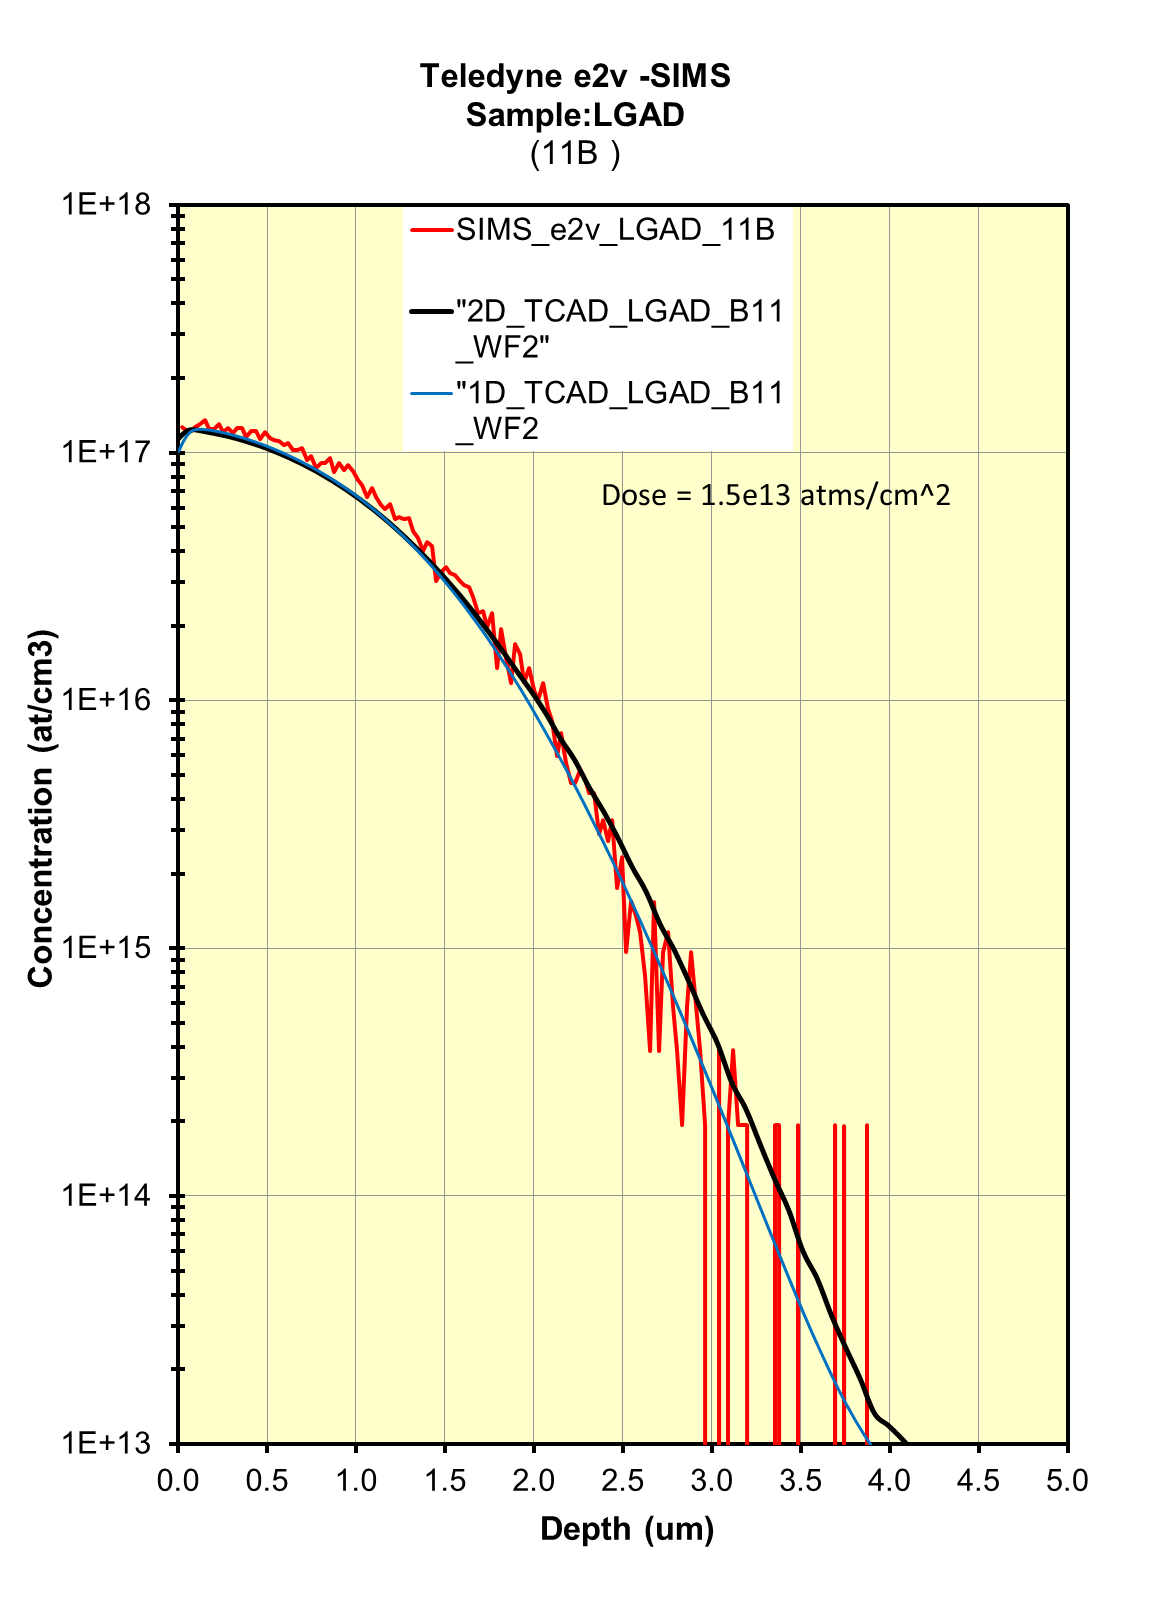 Teledyne e2v -SIMS
Sample:LGAD
(11B )
1E+18
1E+17
1E+16
1E+15
1E+14
1E+13
Concentration (at/cm3)
SIMS_e2v_LGAD_11B
"2D_TCAD_LGAD_B11
_WF2"
"1D_TCAD_LGAD_B11
_WF2
Dose = 1.5e13 atms/cm^2
0.0 0.5 1.0 1.5 2.0 2.5 3.0 3.5 4.0 4.5 5.0
Depth (um)